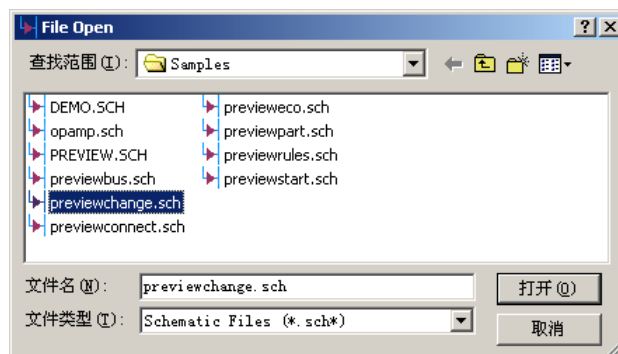 File Open
查找范围(I): Samples
DEMO.SCH
opamp.sch
PREVIEW.SCH
previewbus.sch
previewchange.sch
previewconnect.sch
previeweco.sch
previewpart.sch
previewrules.sch
previewstart.sch
文件名(N): previewchange.sch 打开(O)
文件类型(T): Schematic Files (*.sch*) 取消